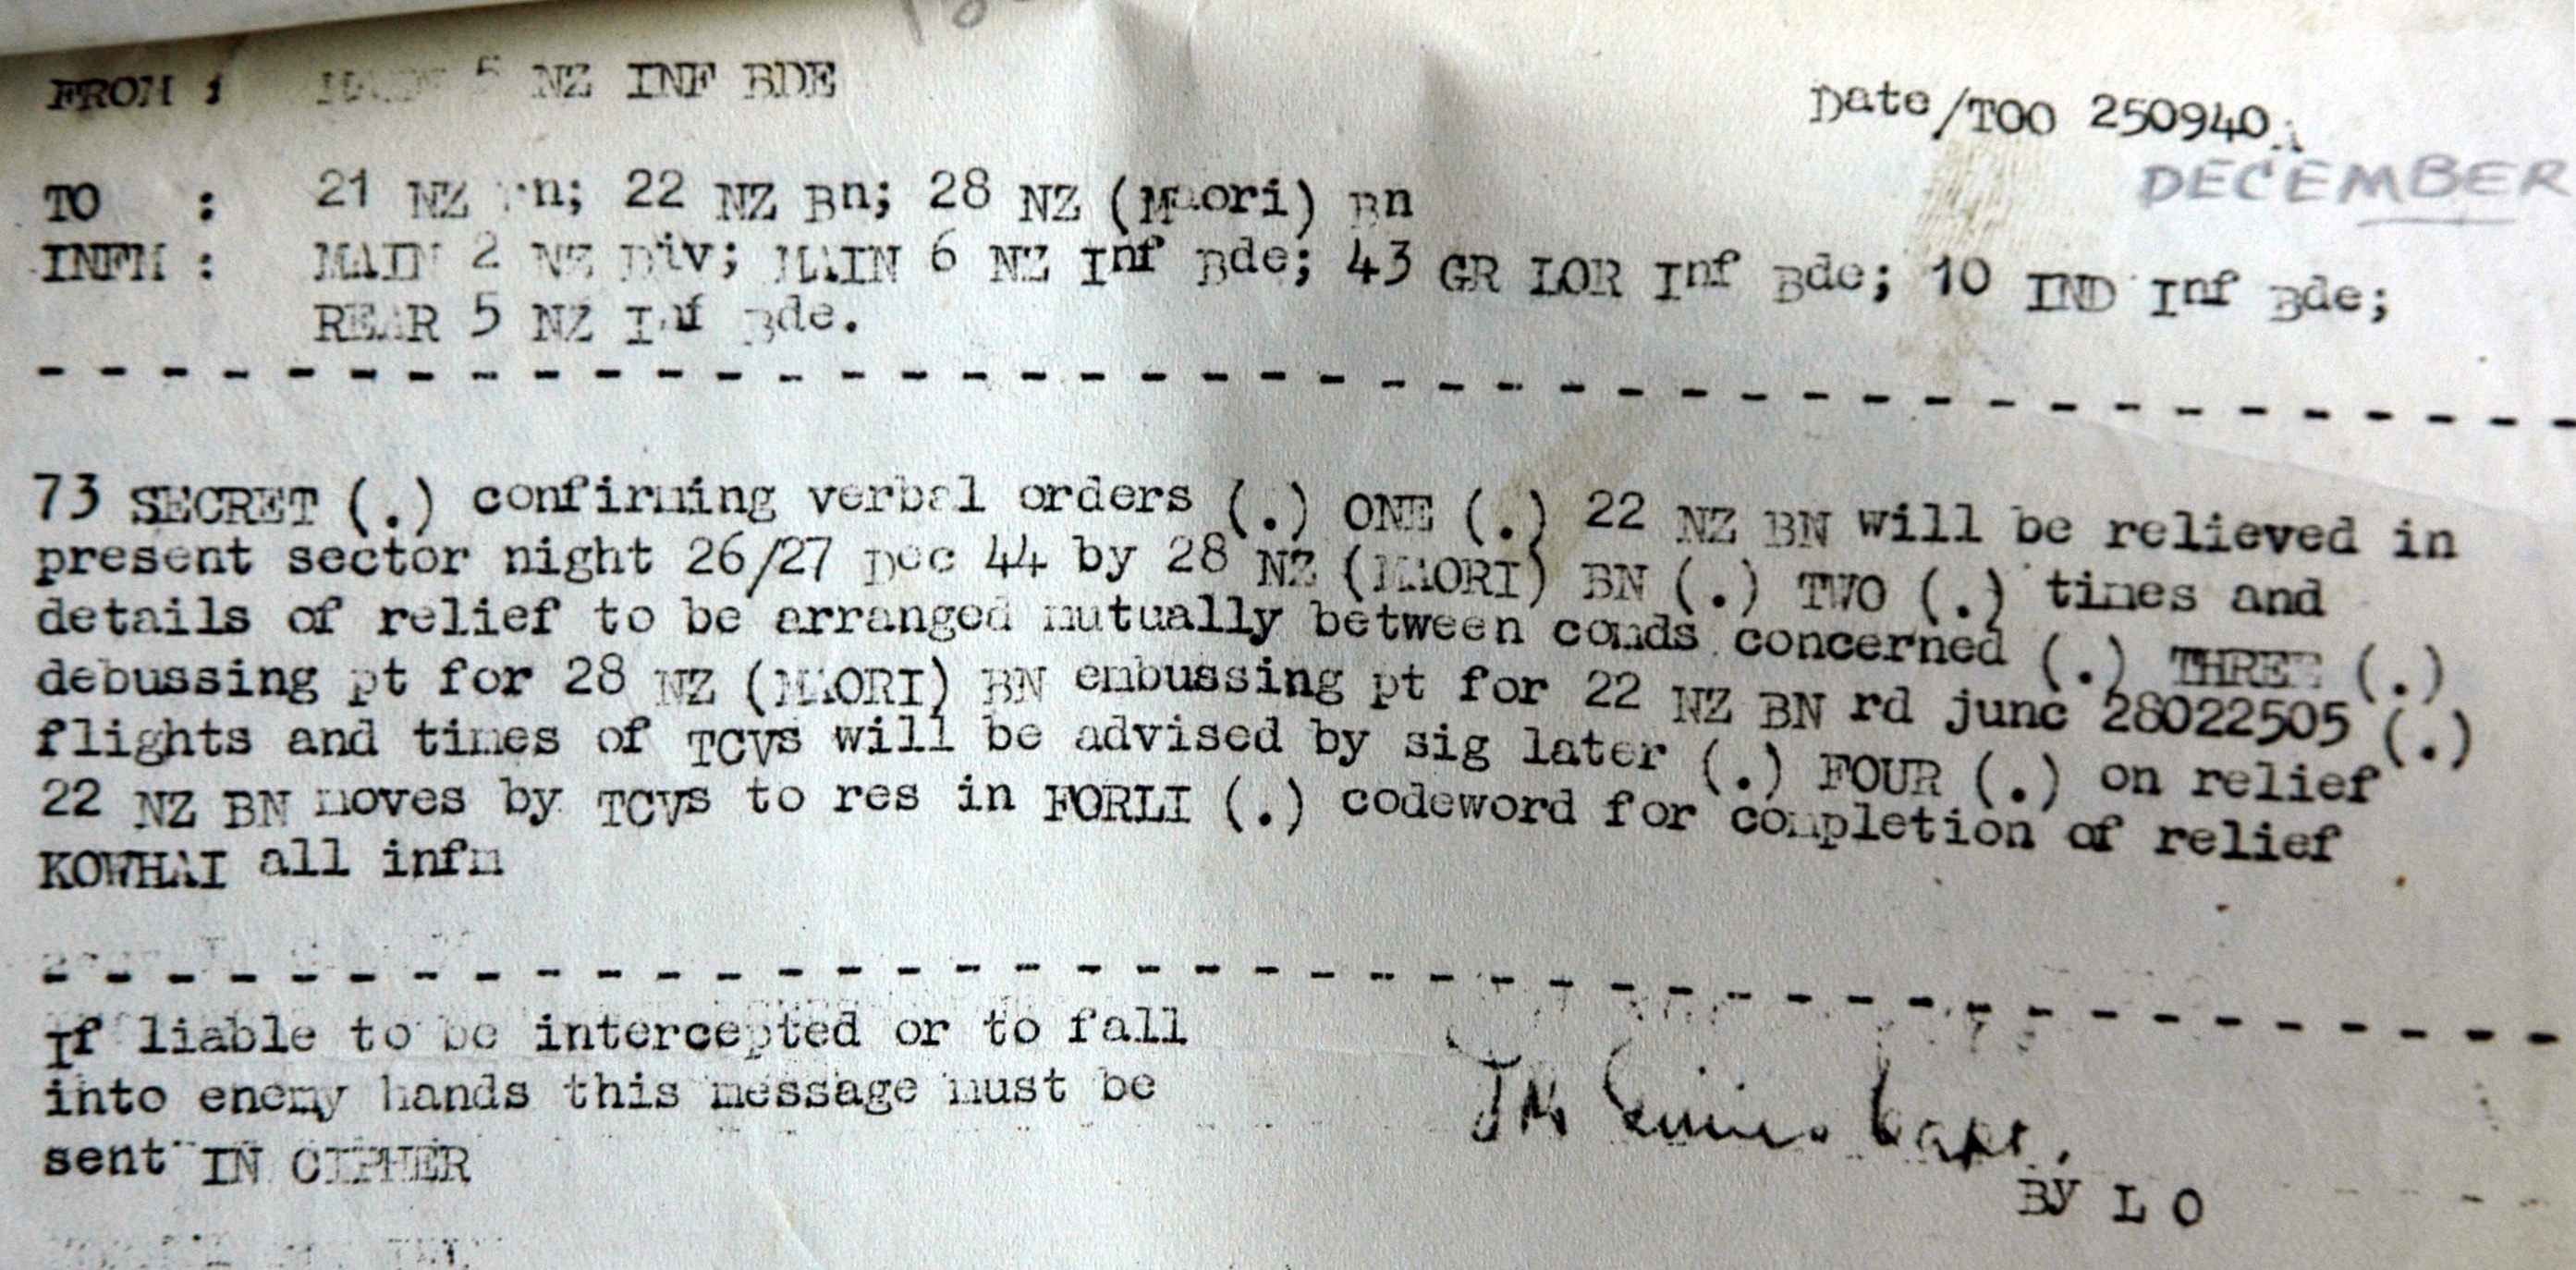 FROM : MAIN 5 NZ INF BDE
Date/TOO 250940A
DECEMBER
TO : 21 NZ Bn; 22 NZ Bn; 28 NZ (Maori) Bn
INFM : MAIN 2 NZ Div; MAIN 6 NZ Inf Bde; 43 GR LOR Inf Bde; 10 IND Inf Bde;
REAR 5 NZ Inf Bde.
- - - - - - - - - - - - - - - - - - - - - - - - - - - - - - - - - - - - - - - - - -
73 SECRET (.) confirming verbal orders (.) ONE (.) 22 NZ BN will be relieved in
present sector night 26/27 Dec 44 by 28 NZ (MAORI) BN (.) TWO (.) times and
details of relief to be arranged mutually between comds concerned (.) THREE (.)
debussing pt for 28 NZ (MAORI) BN embussing pt for 22 NZ BN rd junc 28022505 (.)
flights and times of TCVs will be advised by sig later (.) FOUR (.) on relief
22 NZ BN moves by TCVs to res in FORLI (.) codeword for completion of relief
KOWHAI all infm
- - - - - - - - - - - - - - - - - - - - - - - - - - - - - - - - - - - - - - - - - -
If liable to be intercepted or to fall
into enemy hands this message must be
sent IN CIPHER
JM Capt.
By L O